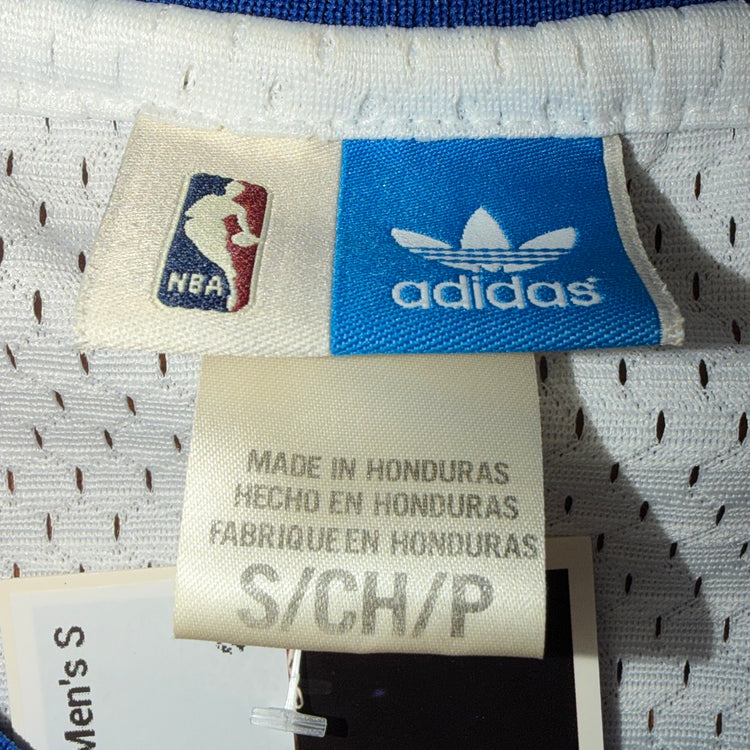 NBA
adidas
MADE IN HONDURAS
HECHO EN HONDURAS
FABRIQUE EN HONDURAS
S/CH/P
Men's S